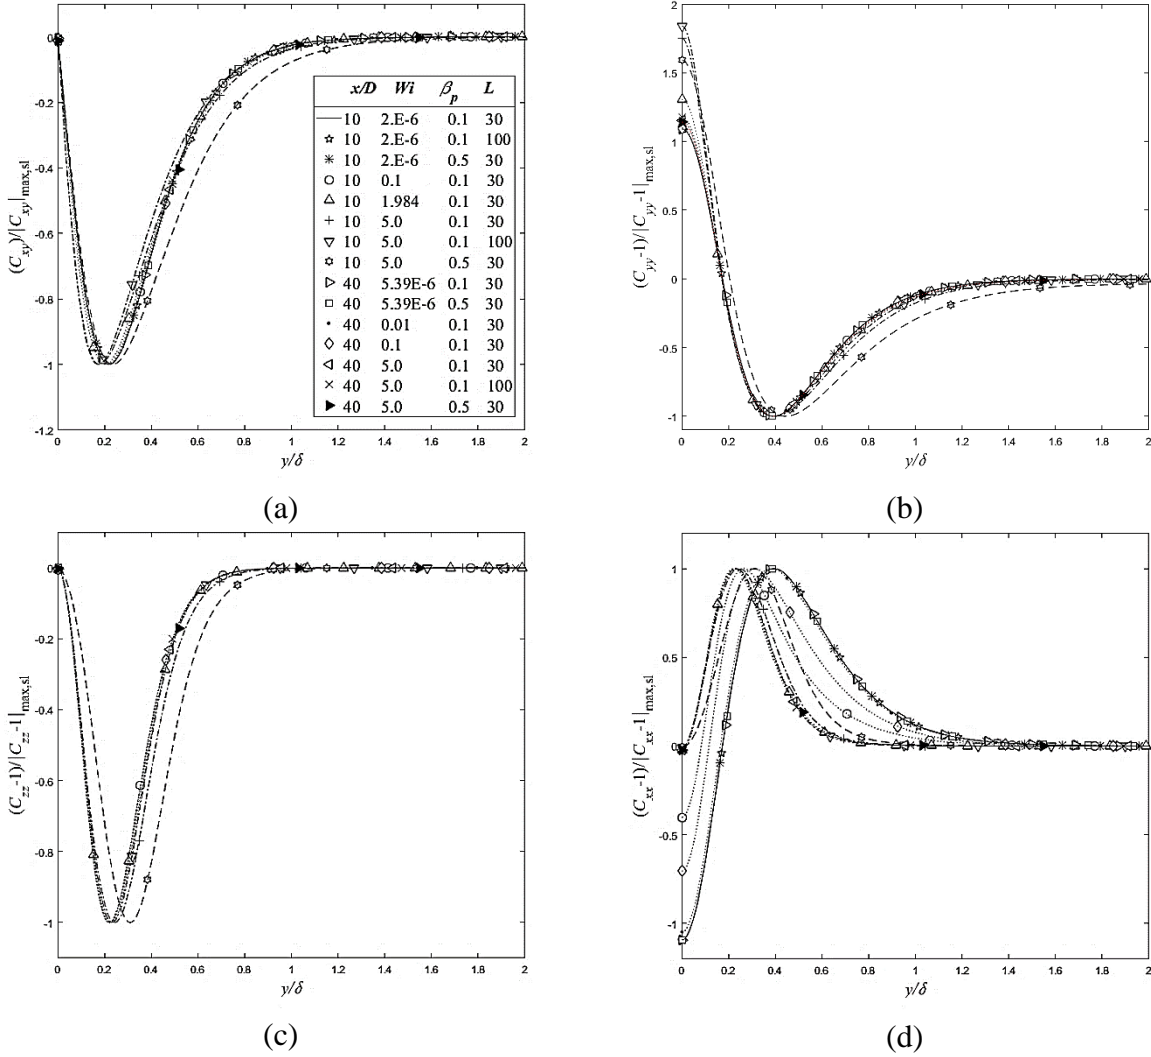 0
-0.2
-0.4
-0.6
-0.8
-1
-1.2
0 0.2 0.4 0.6 0.8 1 1.2 1.4 1.6 1.8 2
y/δ
(C_xy)/|C_xy|_max,sl
x/D Wi β_p L
10 2.E-6 0.1 30
10 2.E-6 0.1 100
10 2.E-6 0.5 30
10 0.1 0.1 30
10 1.984 0.1 30
10 5.0 0.1 30
10 5.0 0.1 100
10 5.0 0.5 30
40 5.39E-6 0.1 30
40 5.39E-6 0.5 30
40 0.01 0.1 30
40 0.1 0.1 30
40 5.0 0.1 30
40 5.0 0.1 100
40 5.0 0.5 30
(a)
2
1.5
1
0.5
0
-0.5
-1
0 0.2 0.4 0.6 0.8 1 1.2 1.4 1.6 1.8 2
y/δ
(C_yy-1)/|C_yy-1|_max,sl
(b)
0
-0.2
-0.4
-0.6
-0.8
-1
0 0.2 0.4 0.6 0.8 1 1.2 1.4 1.6 1.8 2
y/δ
(C_zz-1)/|C_zz-1|_max,sl
(c)
1
0.5
0
-0.5
-1
0 0.2 0.4 0.6 0.8 1 1.2 1.4 1.6 1.8 2
y/δ
(C_xx-1)/|C_xx-1|_max,sl
(d)